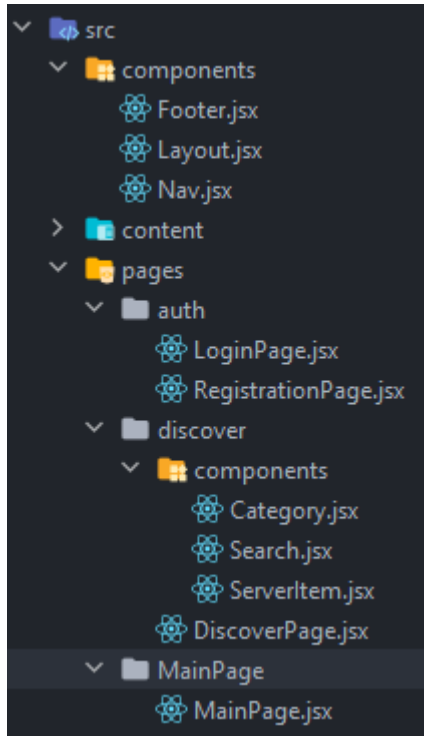 src
components
Footer.jsx
Layout.jsx
Nav.jsx
content
pages
auth
LoginPage.jsx
RegistrationPage.jsx
discover
components
Category.jsx
Search.jsx
ServerItem.jsx
DiscoverPage.jsx
MainPage
MainPage.jsx